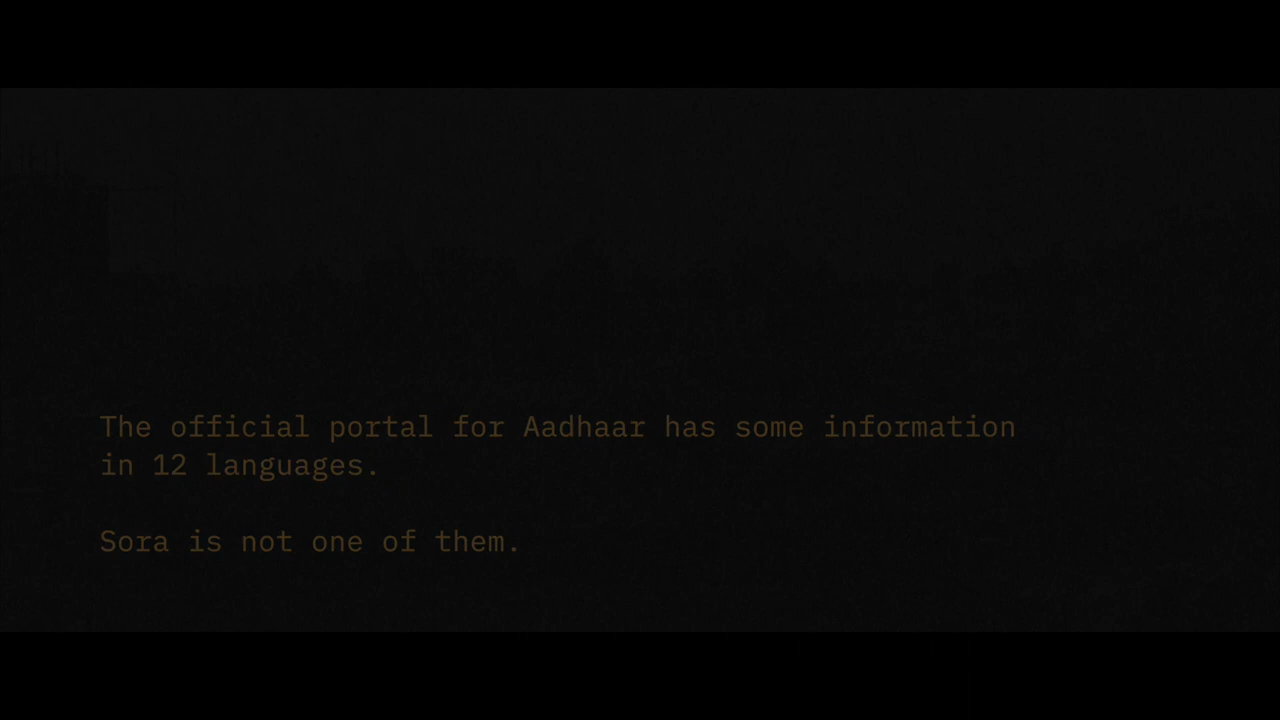 The official portal for Aadhaar has some information
in 12 languages.
Sora is not one of them.